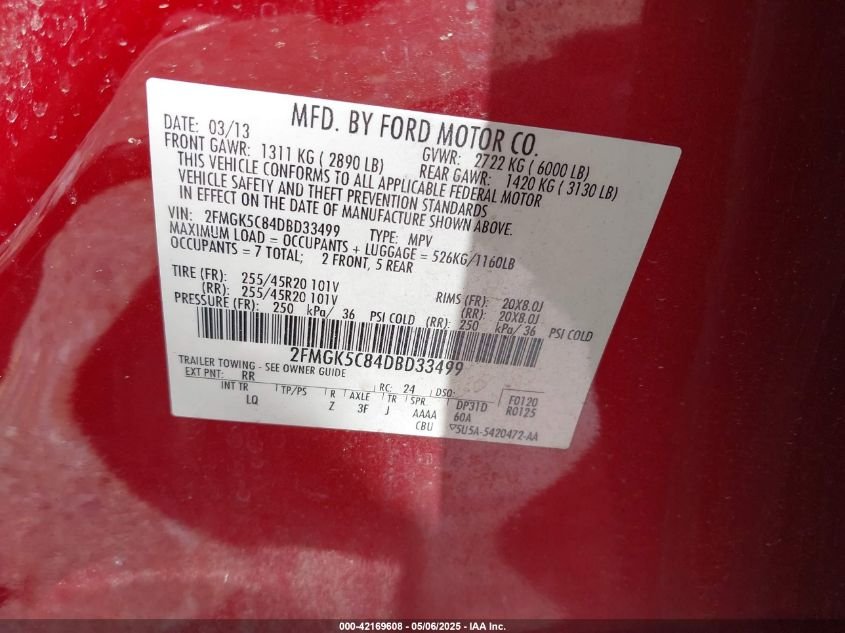 MFD. BY FORD MOTOR CO.
DATE: 03/13 GVWR: 2722 KG ( 6000 LB)
FRONT GAWR: 1311 KG ( 2890 LB) REAR GAWR: 1420 KG ( 3130 LB)
THIS VEHICLE CONFORMS TO ALL APPLICABLE FEDERAL MOTOR
VEHICLE SAFETY AND THEFT PREVENTION STANDARDS
IN EFFECT ON THE DATE OF MANUFACTURE SHOWN ABOVE.
VIN: 2FMGK5C84DBD33499 TYPE: MPV
MAXIMUM LOAD = OCCUPANTS + LUGGAGE = 526KG/1160LB
OCCUPANTS = 7 TOTAL; 2 FRONT, 5 REAR
TIRE (FR): 255/45R20 101V RIMS (FR): 20X8.0J
(RR): 255/45R20 101V (RR): 20X8.0J
PRESSURE (FR): 250 kPa/ 36 PSI COLD (RR): 250 kPa/ 36 PSI COLD
2FMGK5C84DBD33499
TRAILER TOWING - SEE OWNER GUIDE
EXT PNT: RR RC: 24 DSO: F0120
INT TR TP/PS R AXLE TR SPR DP31D R0125
LQ Z 3F J AAAA 60A
CBU 5U5A-5420472-AA
000-42169608 - 05/06/2025 - IAA Inc.